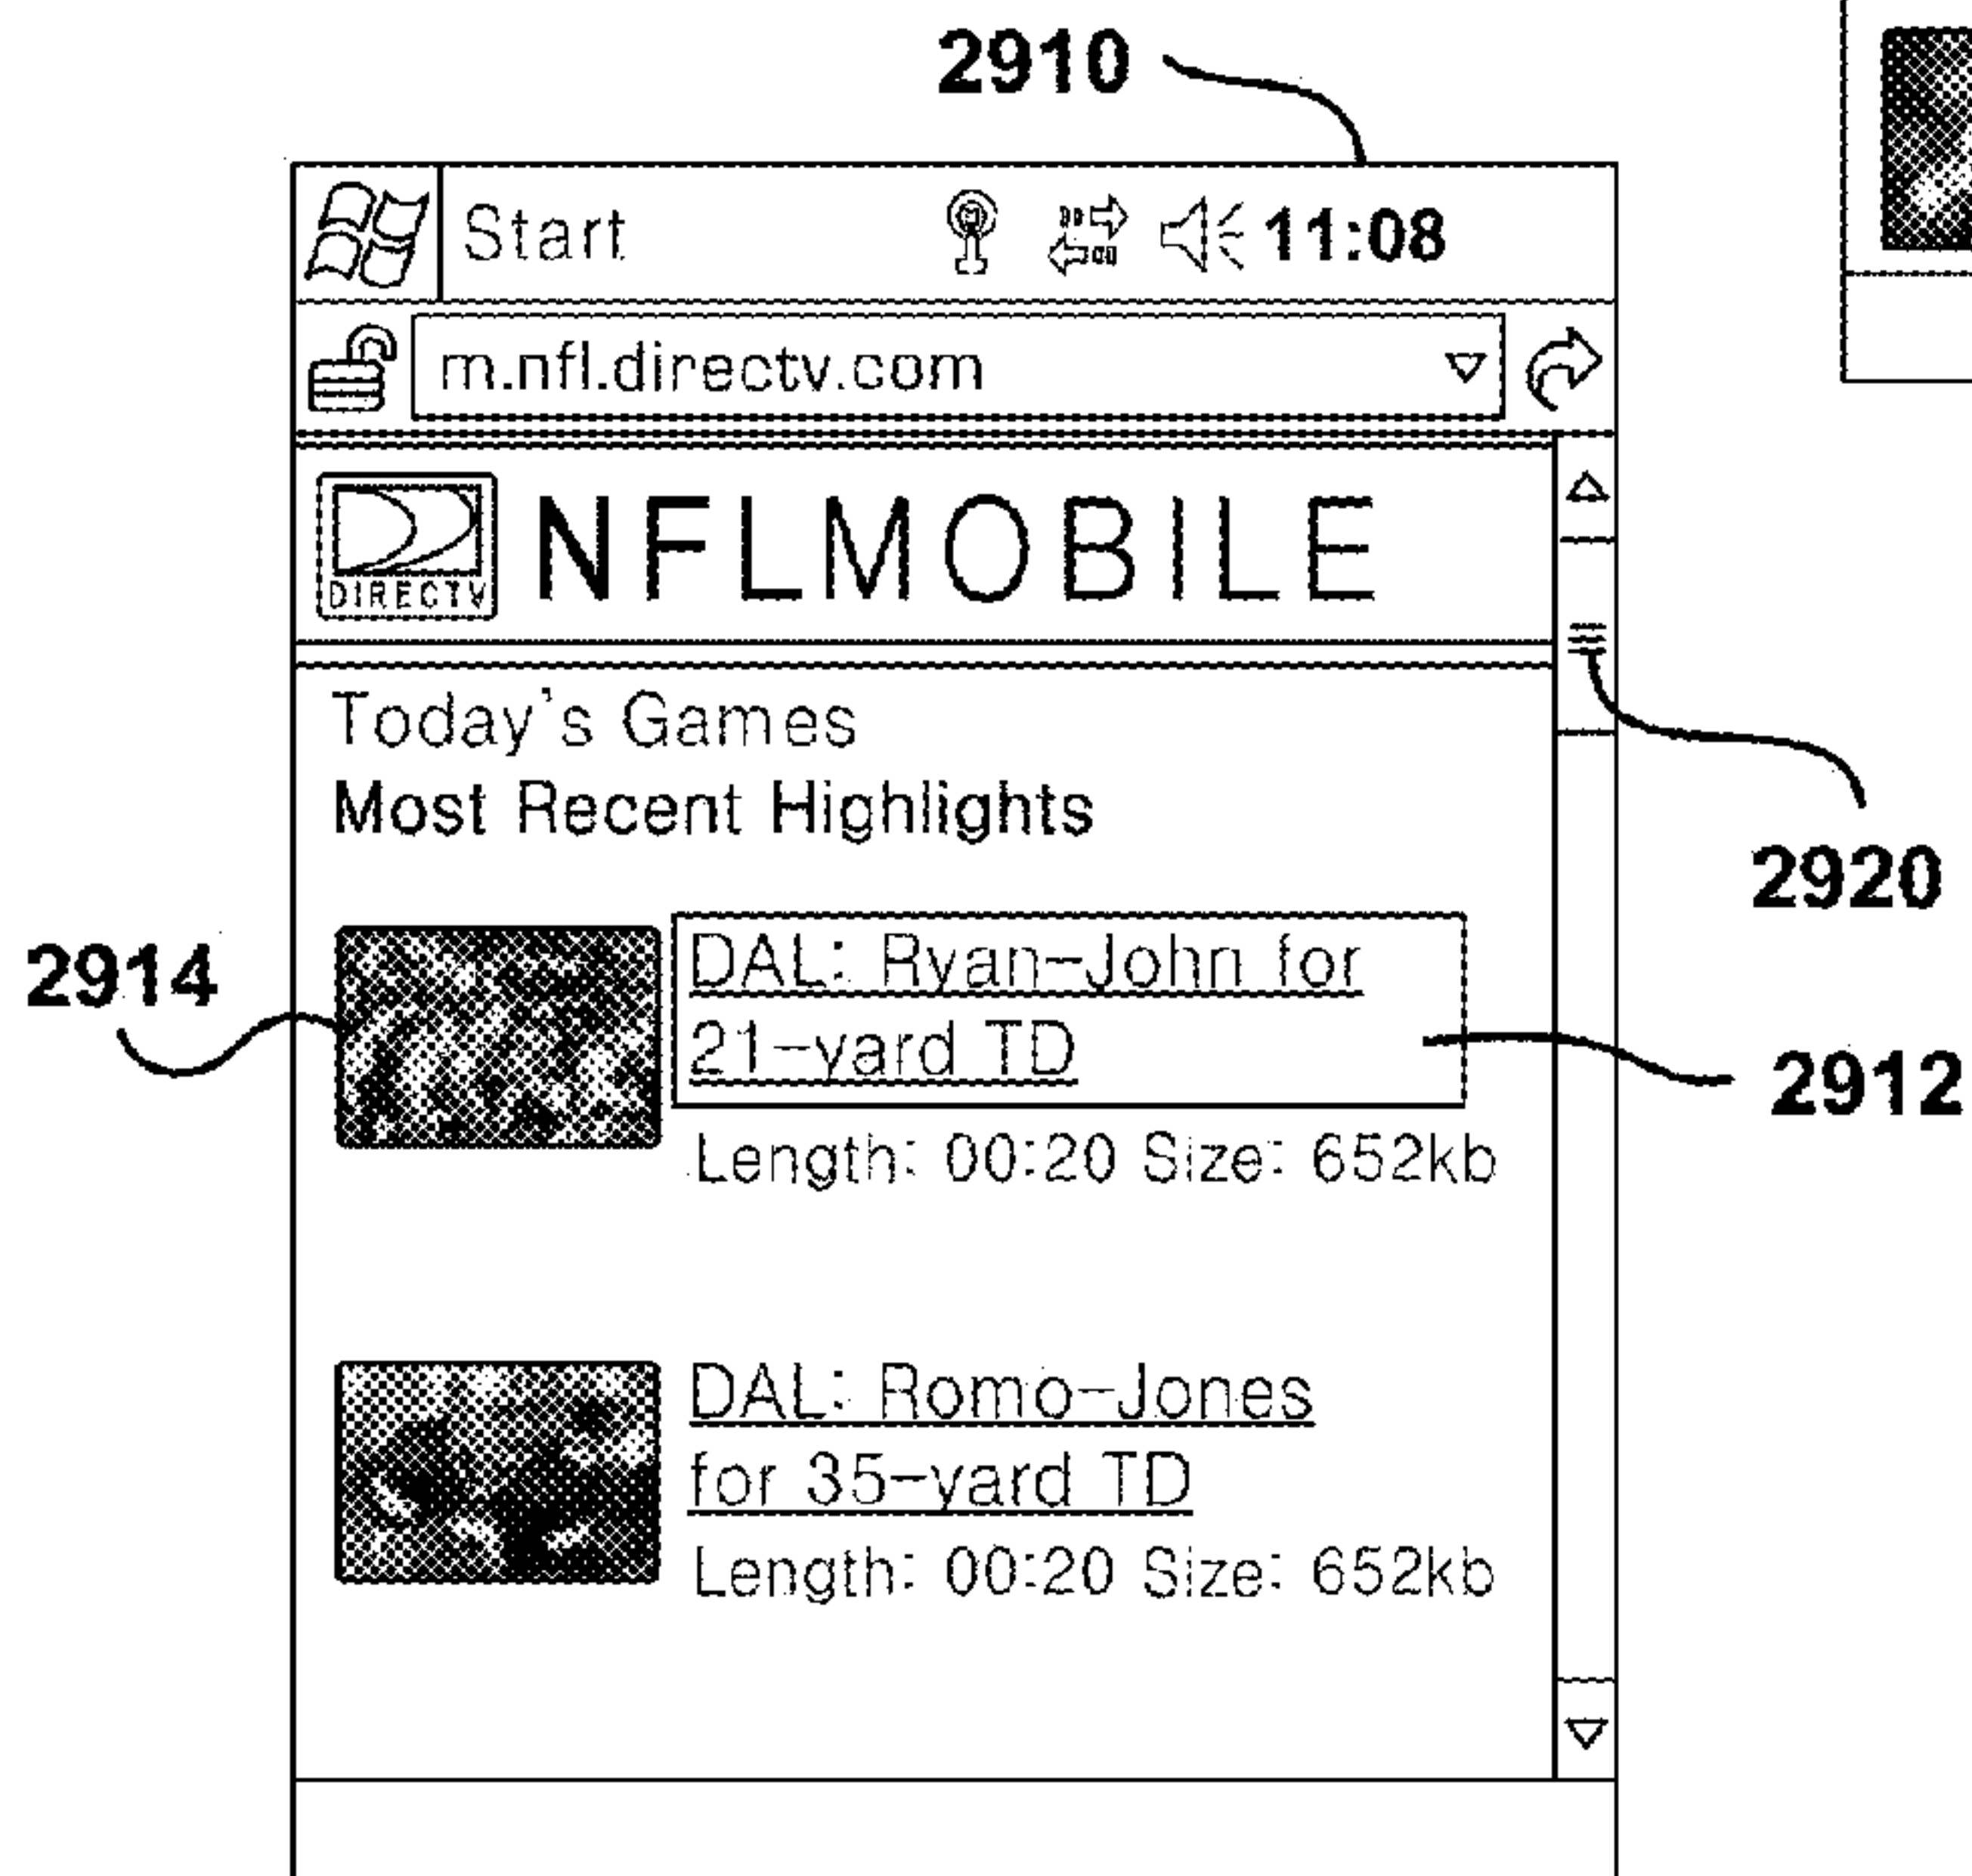 2910
Start 11:08
m.nfl.directv.com
DIRECTV
NFLMOBILE
Today's Games
Most Recent Highlights
2920
2914
DAL: Ryan-John for
21-yard TD
2912
Length: 00:20 Size: 652kb
DAL: Romo-Jones
for 35-yard TD
Length: 00:20 Size: 652kb